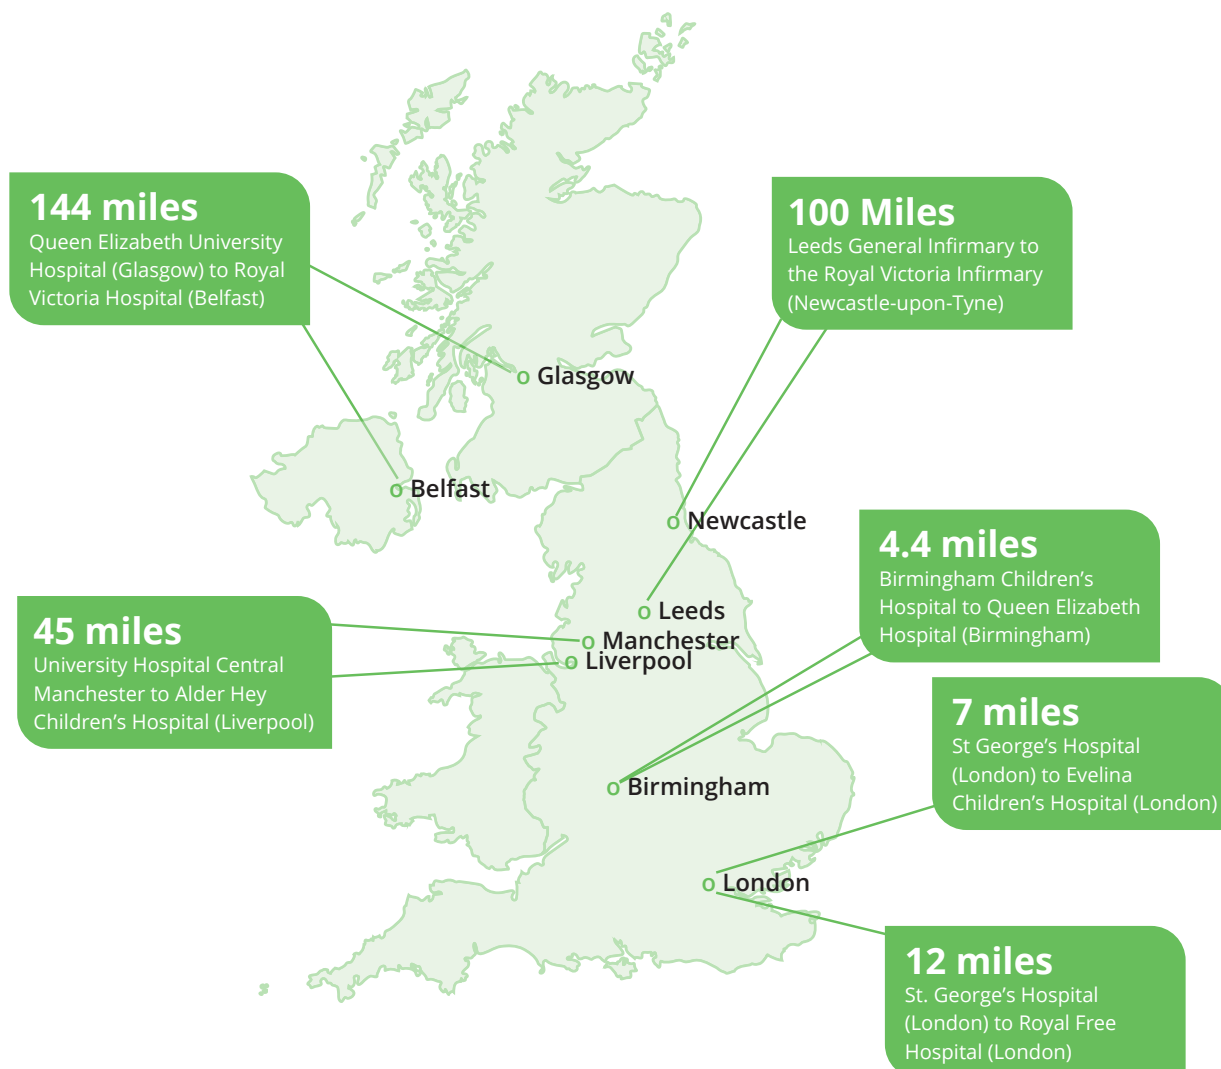 144 miles
Queen Elizabeth University
Hospital (Glasgow) to Royal
Victoria Hospital (Belfast)
100 Miles
Leeds General Infirmary to
the Royal Victoria Infirmary
(Newcastle-upon-Tyne)
Glasgow
Belfast
Newcastle
4.4 miles
Birmingham Children’s
Hospital to Queen Elizabeth
Hospital (Birmingham)
45 miles
University Hospital Central
Manchester to Alder Hey
Children’s Hospital (Liverpool)
Leeds
Manchester
Liverpool
7 miles
St George’s Hospital
(London) to Evelina
Children’s Hospital (London)
Birmingham
London
12 miles
St. George’s Hospital
(London) to Royal Free
Hospital (London)